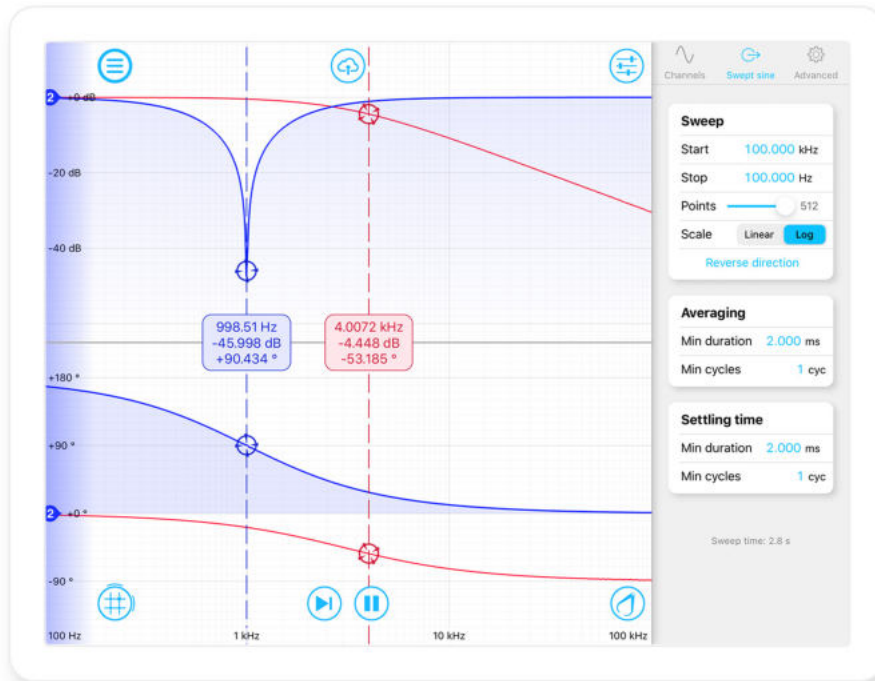 2
+0 dB
-20 dB
-40 dB
998.51 Hz
-45.998 dB
+90.434 °
4.0072 kHz
-4.448 dB
-53.185 °
+180 °
+90 °
2
+0 °
-90 °
100 Hz
1 kHz
10 kHz
100 kHz
Channels
Swept sine
Advanced
Sweep
Start 100.000 kHz
Stop 100.000 Hz
Points 512
Scale Linear Log
Reverse direction
Averaging
Min duration 2.000 ms
Min cycles 1 cyc
Settling time
Min duration 2.000 ms
Min cycles 1 cyc
Sweep time: 2.8 s